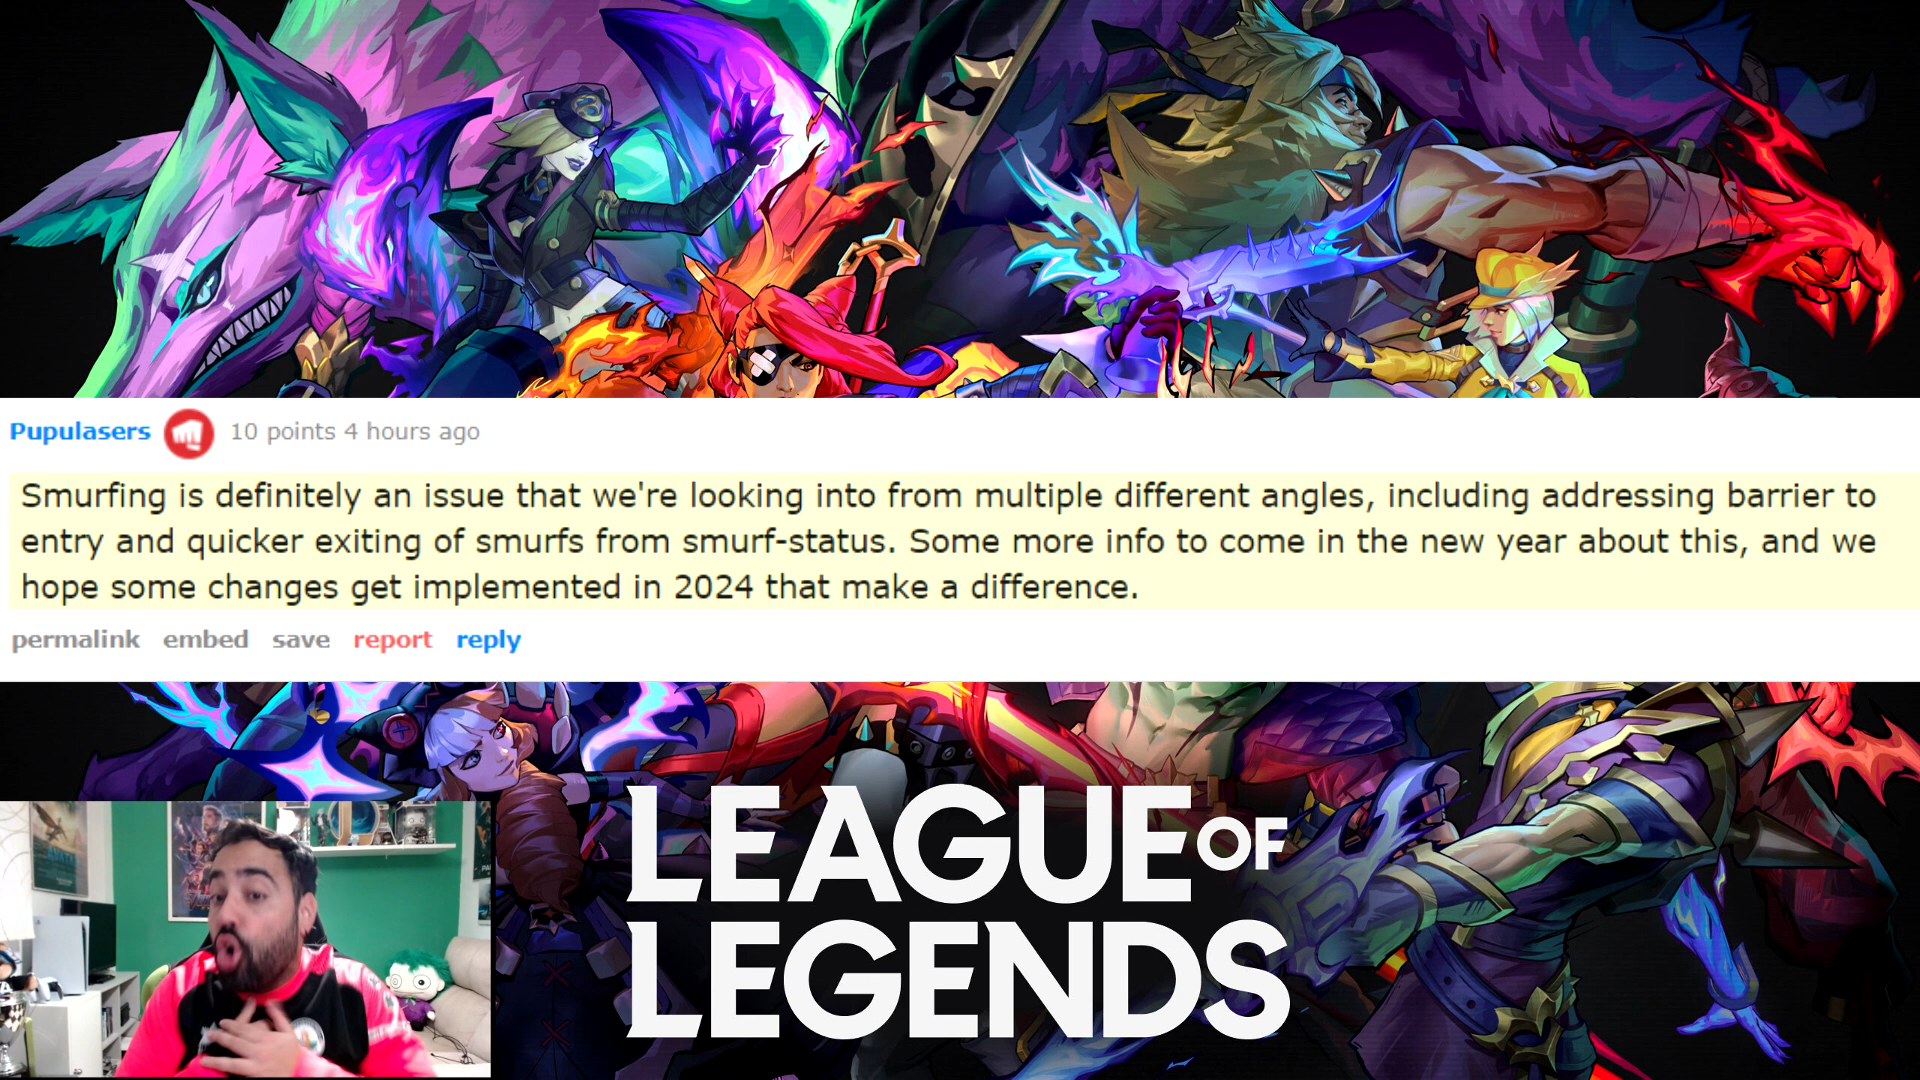 Pupulasers 10 points 4 hours ago
Smurfing is definitely an issue that we're looking into from multiple different angles, including addressing barrier to
entry and quicker exiting of smurfs from smurf-status. Some more info to come in the new year about this, and we
hope some changes get implemented in 2024 that make a difference.
permalink embed save report reply
LEAGUE OF
LEGENDS